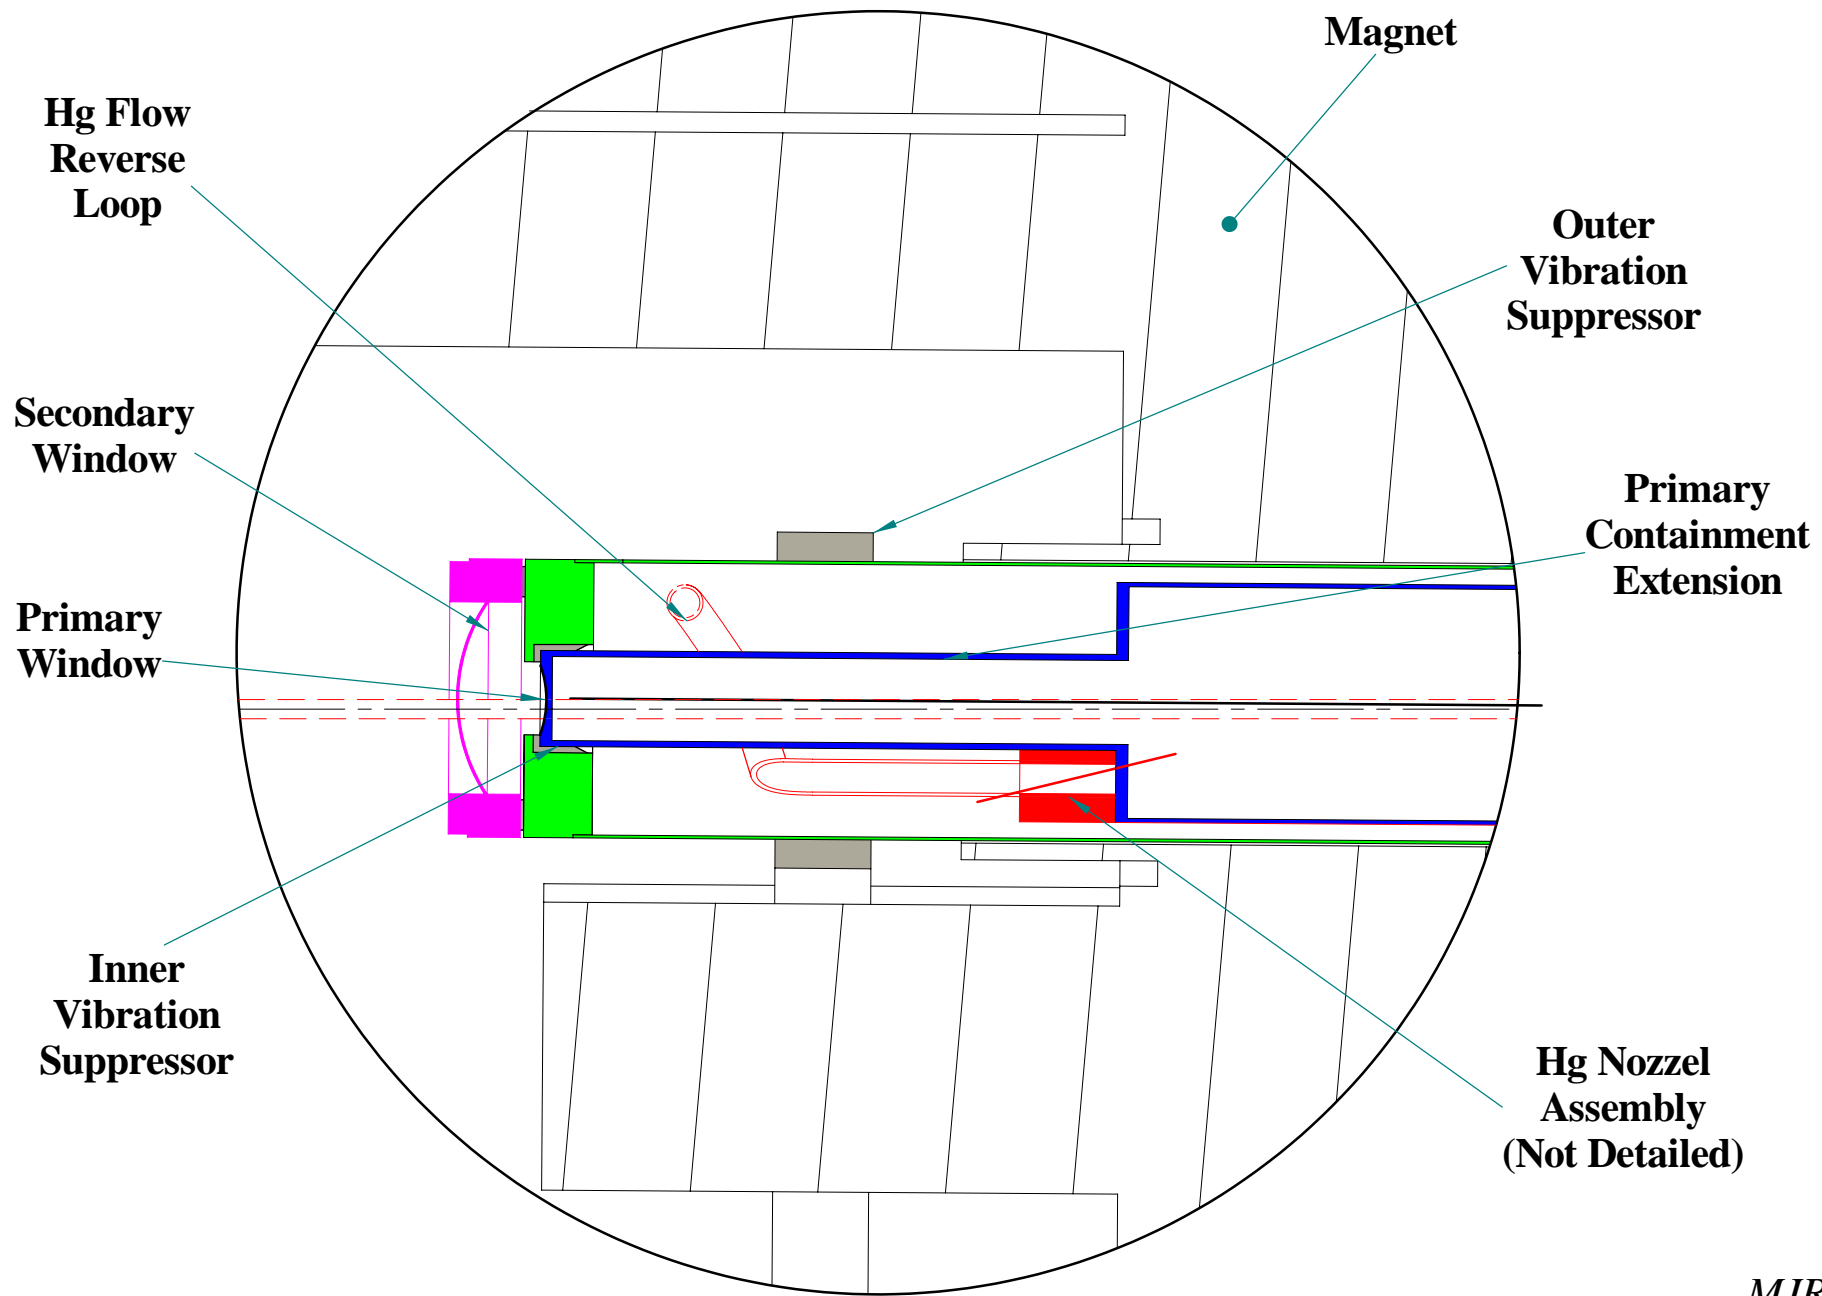 Magnet
Hg Flow
Reverse
Loop
Outer
Vibration
Suppressor
Secondary
Window
Primary
Containment
Extension
Primary
Window
Inner
Vibration
Suppressor
Hg Nozzel
Assembly
(Not Detailed)